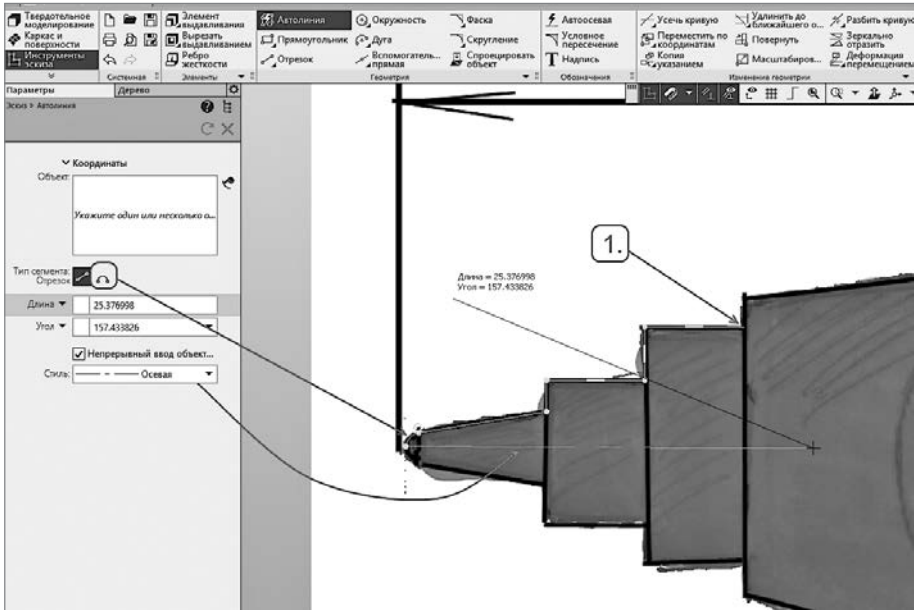 Твердотельное моделирование
Каркас и поверхности
Инструменты эскиза
Системная
Элемент выдавливания
Вырезать выдавливанием
Ребро жесткости
Элементы
Автолиния
Прямоугольник
Отрезок
Окружность
Дуга
Вспомогатель... прямая
Фаска
Скругление
Спроецировать объект
Геометрия
Автоосевая
Условное пересечение
Надпись
Обозначения
Усечь кривую
Переместить по координатам
Копия указанием
Удлинить до ближайшего о...
Повернуть
Масштабиров...
Разбить кривую
Зеркально отразить
Деформация перемещением
Изменение геометрии
Параметры
Дерево
Эскиз ▸ Автолиния
Координаты
Объект:
Укажите один или несколько о...
Тип сегмента:
Отрезок
Длина 25.376998
Угол 157.433826
Непрерывный ввод объект...
Стиль: Осевая
1.
Длина = 25.376998
Угол = 157.433826